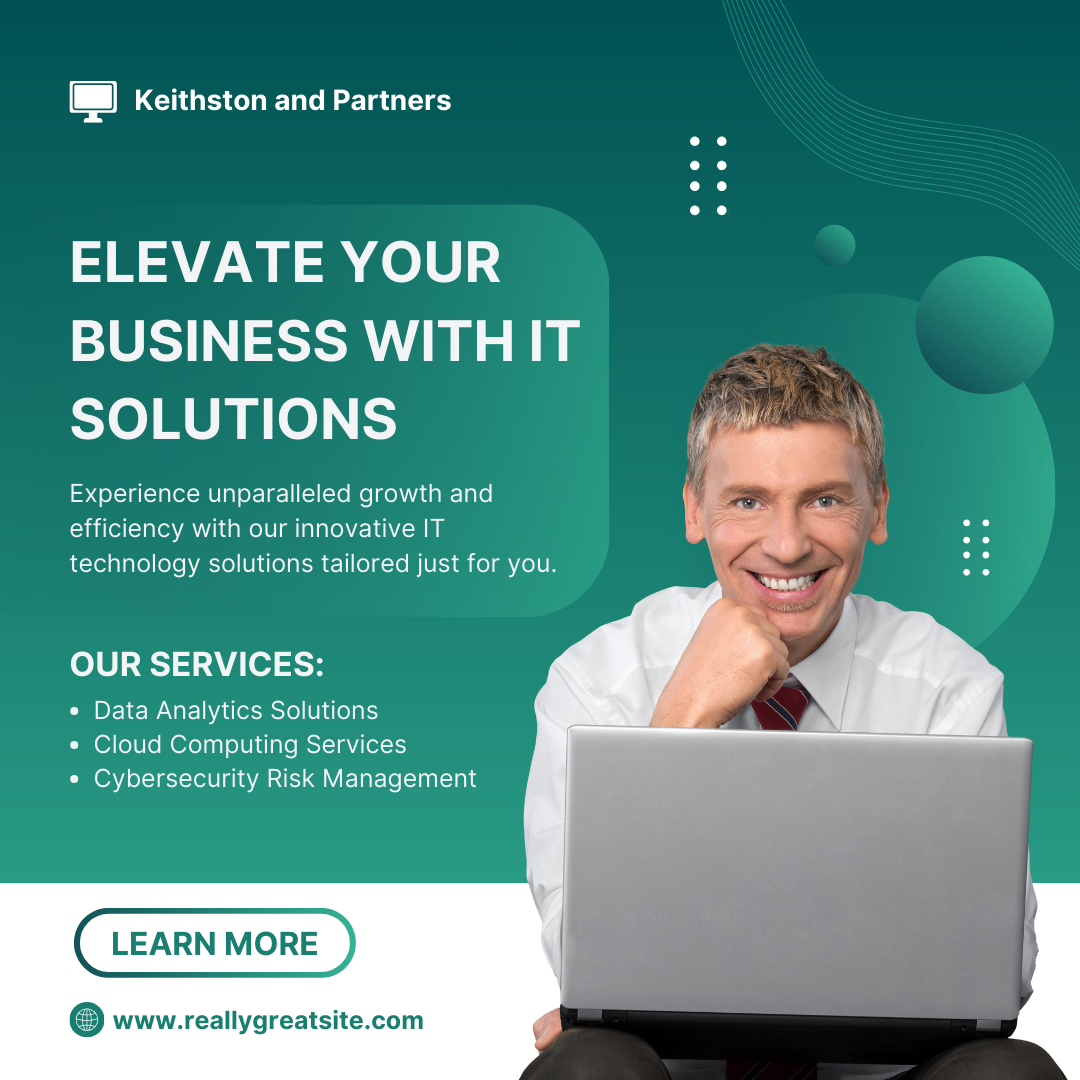 Keithston and Partners
ELEVATE YOUR
BUSINESS WITH IT
SOLUTIONS
Experience unparalleled growth and
efficiency with our innovative IT
technology solutions tailored just for you.
OUR SERVICES:
• Data Analytics Solutions
• Cloud Computing Services
• Cybersecurity Risk Management
LEARN MORE
www.reallygreatsite.com